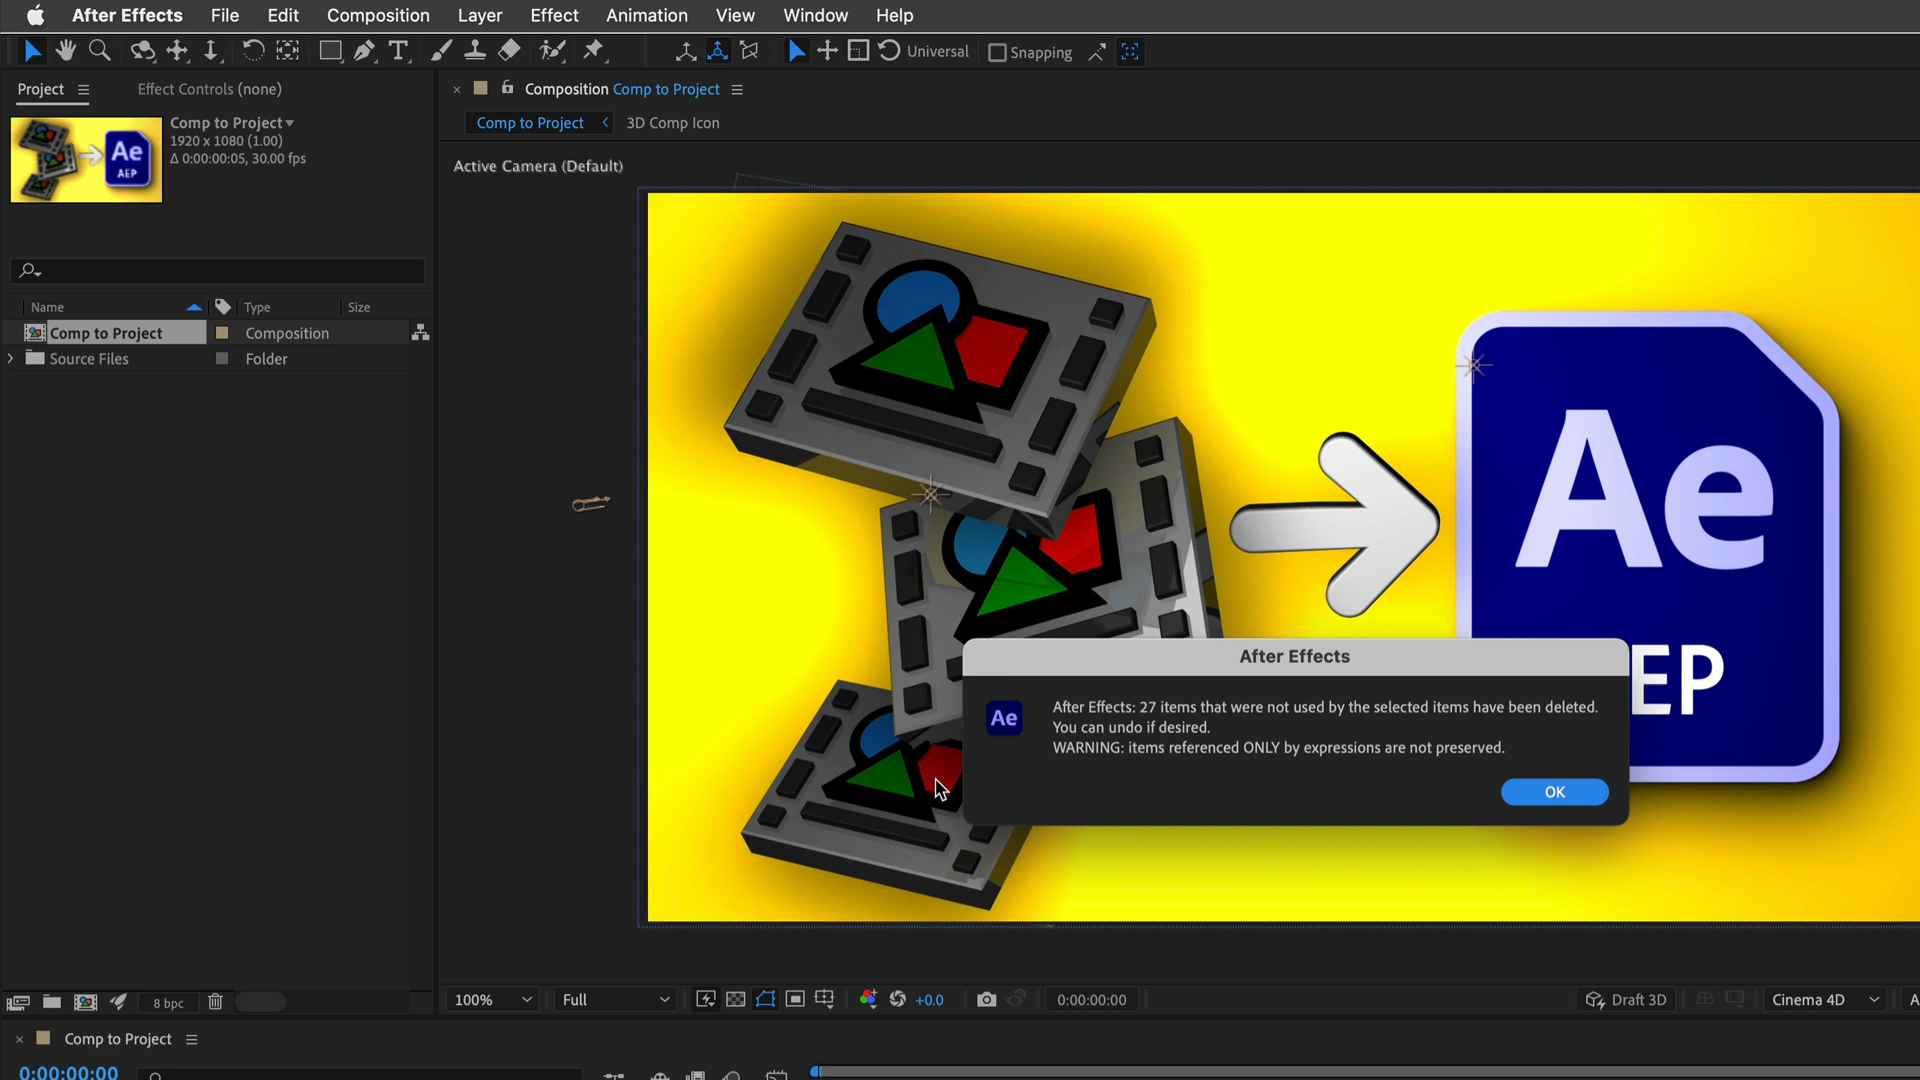 After Effects File Edit Composition Layer Effect Animation View Window Help
Universal Snapping
Project Effect Controls (none)
Composition Comp to Project
Comp to Project 3D Comp Icon
Comp to Project
1920 x 1080 (1.00)
Δ 0:00:00:05, 30.00 fps
Ae
AEP
Active Camera (Default)
Name Type Size
Comp to Project Composition
Source Files Folder
Ae
EP
After Effects
Ae
After Effects: 27 items that were not used by the selected items have been deleted.
You can undo if desired.
WARNING: items referenced ONLY by expressions are not preserved.
OK
8 bpc
100% Full +0.0 0:00:00:00 Draft 3D Cinema 4D A
Comp to Project
0:00:00:00